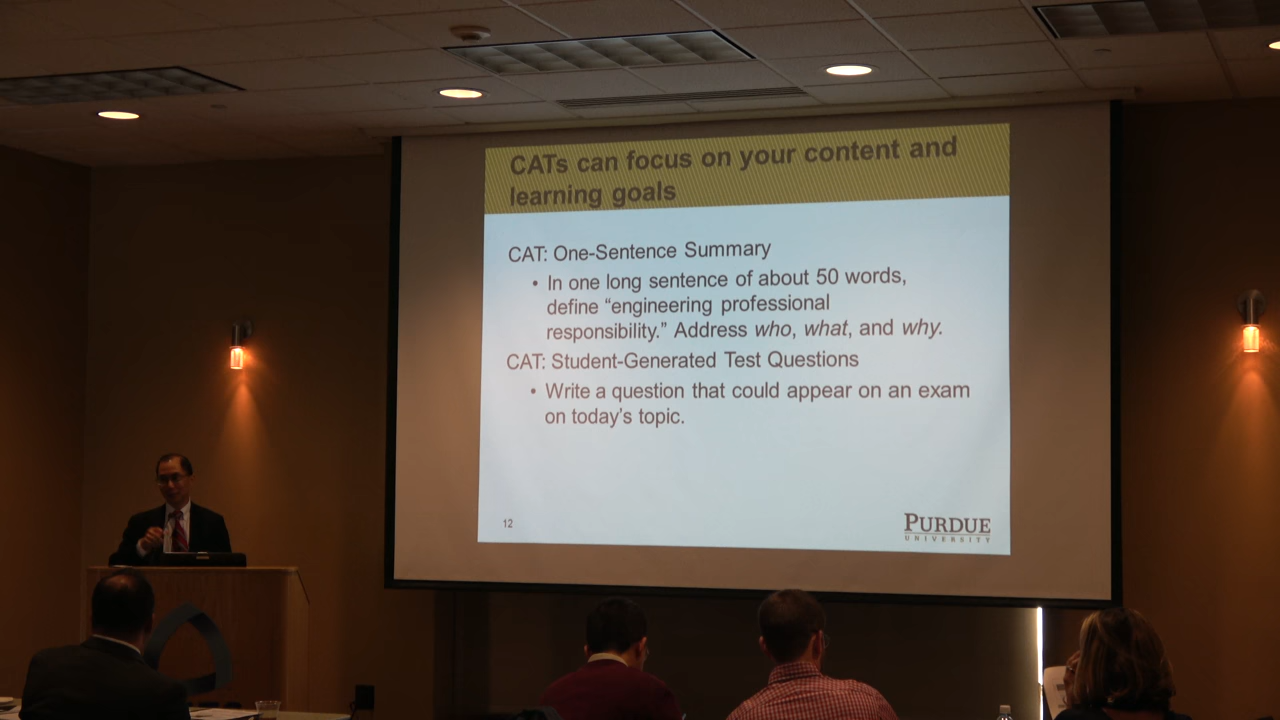 CATs can focus on your content and
learning goals
CAT: One-Sentence Summary
• In one long sentence of about 50 words,
define “engineering professional
responsibility.” Address who, what, and why.
CAT: Student-Generated Test Questions
• Write a question that could appear on an exam
on today’s topic.
12
PURDUE
UNIVERSITY